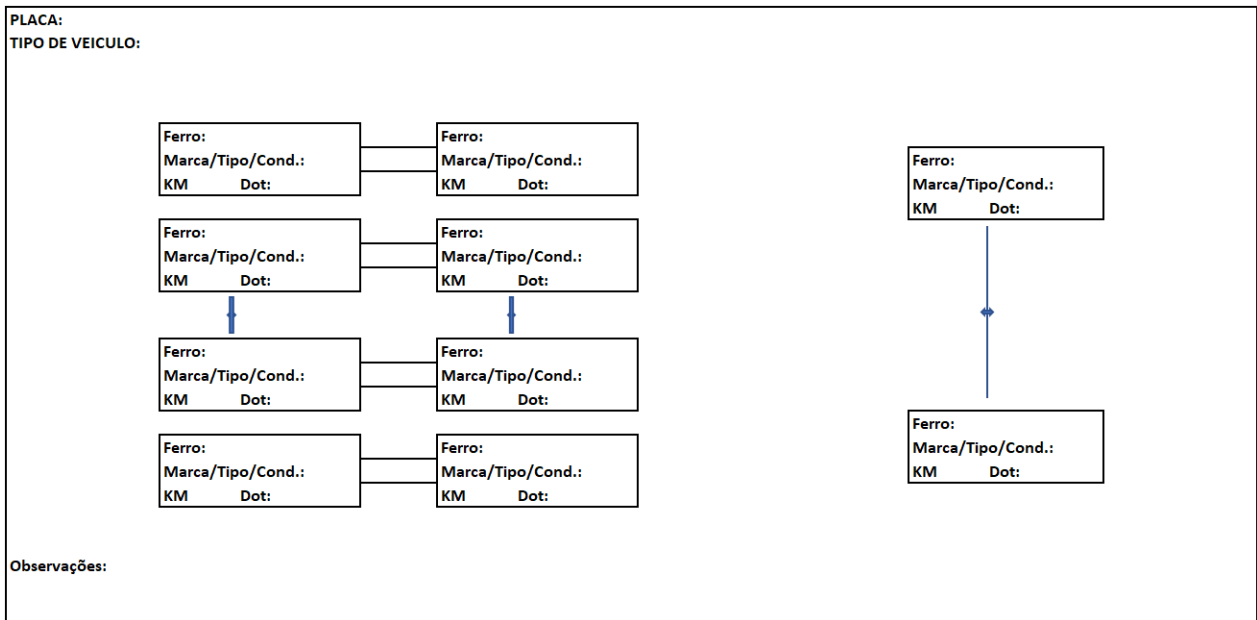 PLACA:
TIPO DE VEICULO:
Ferro:
Marca/Tipo/Cond.:
KM Dot:
Ferro:
Marca/Tipo/Cond.:
KM Dot:
Ferro:
Marca/Tipo/Cond.:
KM Dot:
Ferro:
Marca/Tipo/Cond.:
KM Dot:
Ferro:
Marca/Tipo/Cond.:
KM Dot:
Ferro:
Marca/Tipo/Cond.:
KM Dot:
Ferro:
Marca/Tipo/Cond.:
KM Dot:
Ferro:
Marca/Tipo/Cond.:
KM Dot:
Ferro:
Marca/Tipo/Cond.:
KM Dot:
Ferro:
Marca/Tipo/Cond.:
KM Dot:
Observações: